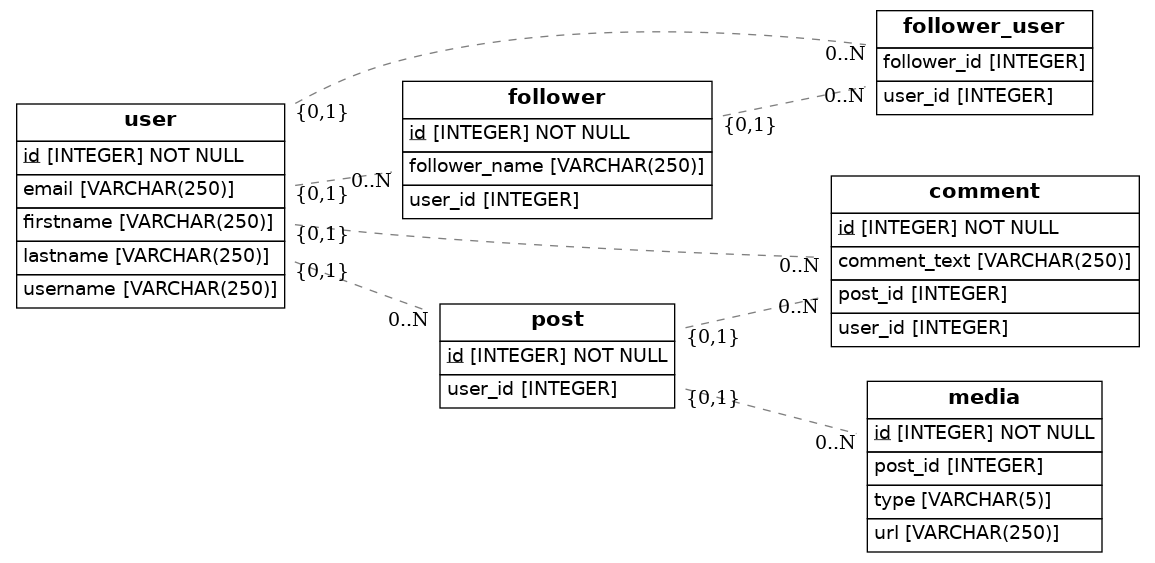 follower_user
follower_id [INTEGER]
user_id [INTEGER]
0..N
0..N
follower
id [INTEGER] NOT NULL
follower_name [VARCHAR(250)]
user_id [INTEGER]
{0,1}
0..N
user
id [INTEGER] NOT NULL
email [VARCHAR(250)]
firstname [VARCHAR(250)]
lastname [VARCHAR(250)]
username [VARCHAR(250)]
{0,1}
{0,1}
{0,1}
{0,1}
comment
id [INTEGER] NOT NULL
comment_text [VARCHAR(250)]
post_id [INTEGER]
user_id [INTEGER]
0..N
0..N
post
id [INTEGER] NOT NULL
user_id [INTEGER]
0..N
{0,1}
{0,1}
media
id [INTEGER] NOT NULL
post_id [INTEGER]
type [VARCHAR(5)]
url [VARCHAR(250)]
0..N